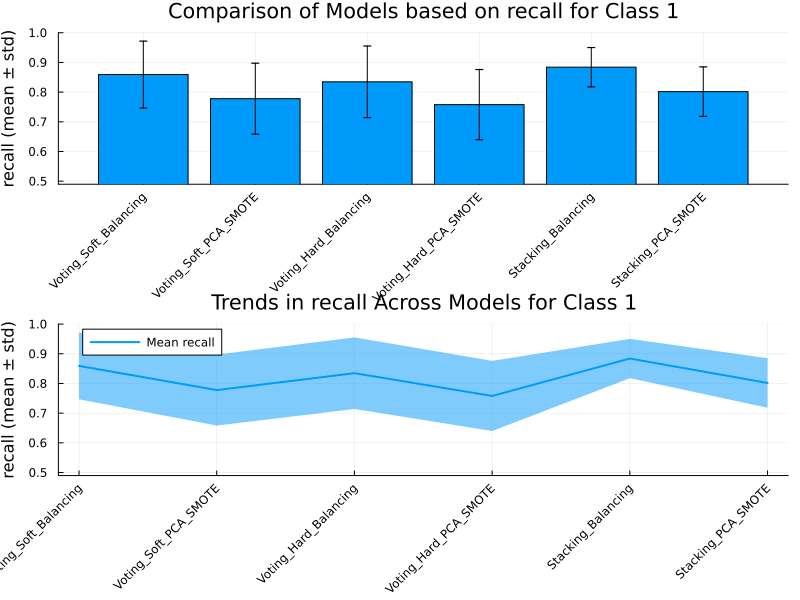 Comparison of Models based on recall for Class 1
recall (mean ± std)
1.0
0.9
0.8
0.7
0.6
0.5
Voting_Soft_Balancing
Voting_Soft_PCA_SMOTE
Voting_Hard_Balancing
Voting_Hard_PCA_SMOTE
Stacking_Balancing
Stacking_PCA_SMOTE
Trends in recall Across Models for Class 1
recall (mean ± std)
1.0
0.9
0.8
0.7
0.6
0.5
Mean recall
ting_Soft_Balancing
Voting_Soft_PCA_SMOTE
Voting_Hard_Balancing
Voting_Hard_PCA_SMOTE
Stacking_Balancing
Stacking_PCA_SMOTE